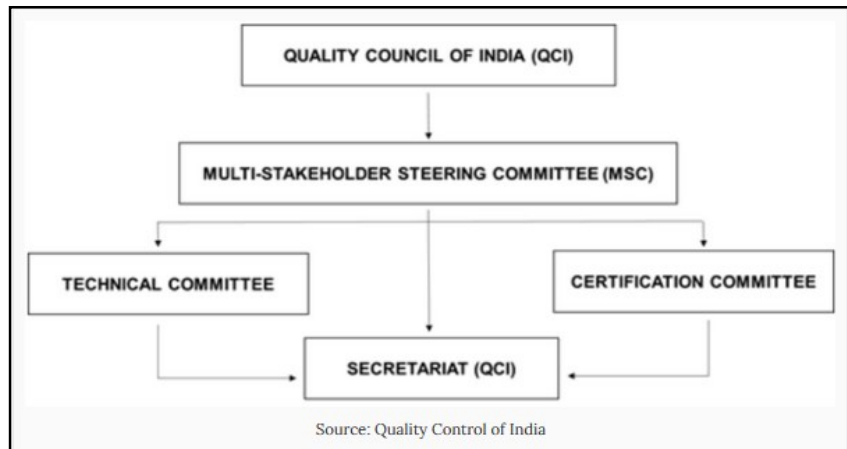 QUALITY COUNCIL OF INDIA (QCI)
MULTI-STAKEHOLDER STEERING COMMITTEE (MSC)
TECHNICAL COMMITTEE
CERTIFICATION COMMITTEE
SECRETARIAT (QCI)
Source: Quality Control of India